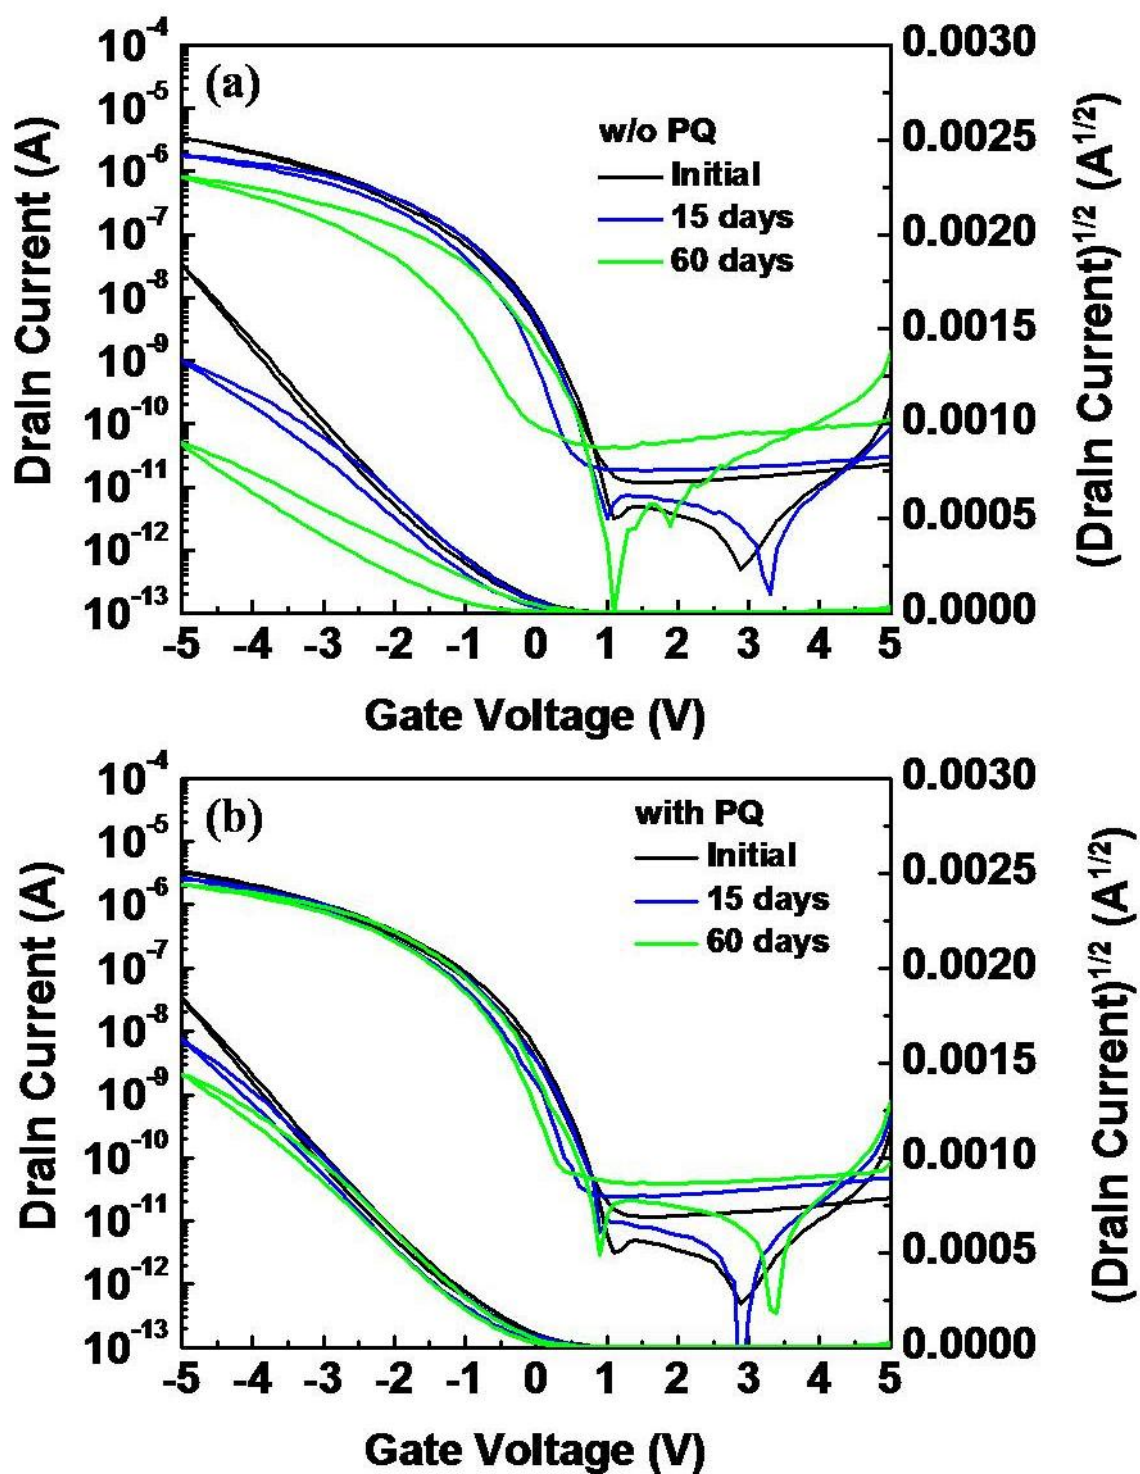 (a)
Drain Current (A)
10-4
10-5
10-6
10-7
10-8
10-9
10-10
10-11
10-12
10-13
w/o PQ
Initial
15 days
60 days
0.0030
0.0025
0.0020
0.0015
0.0010
0.0005
0.0000
(Drain Current)1/2 (A1/2)
-5 -4 -3 -2 -1 0 1 2 3 4 5
Gate Voltage (V)
(b)
Drain Current (A)
10-4
10-5
10-6
10-7
10-8
10-9
10-10
10-11
10-12
10-13
with PQ
Initial
15 days
60 days
0.0030
0.0025
0.0020
0.0015
0.0010
0.0005
0.0000
(Drain Current)1/2 (A1/2)
-5 -4 -3 -2 -1 0 1 2 3 4 5
Gate Voltage (V)